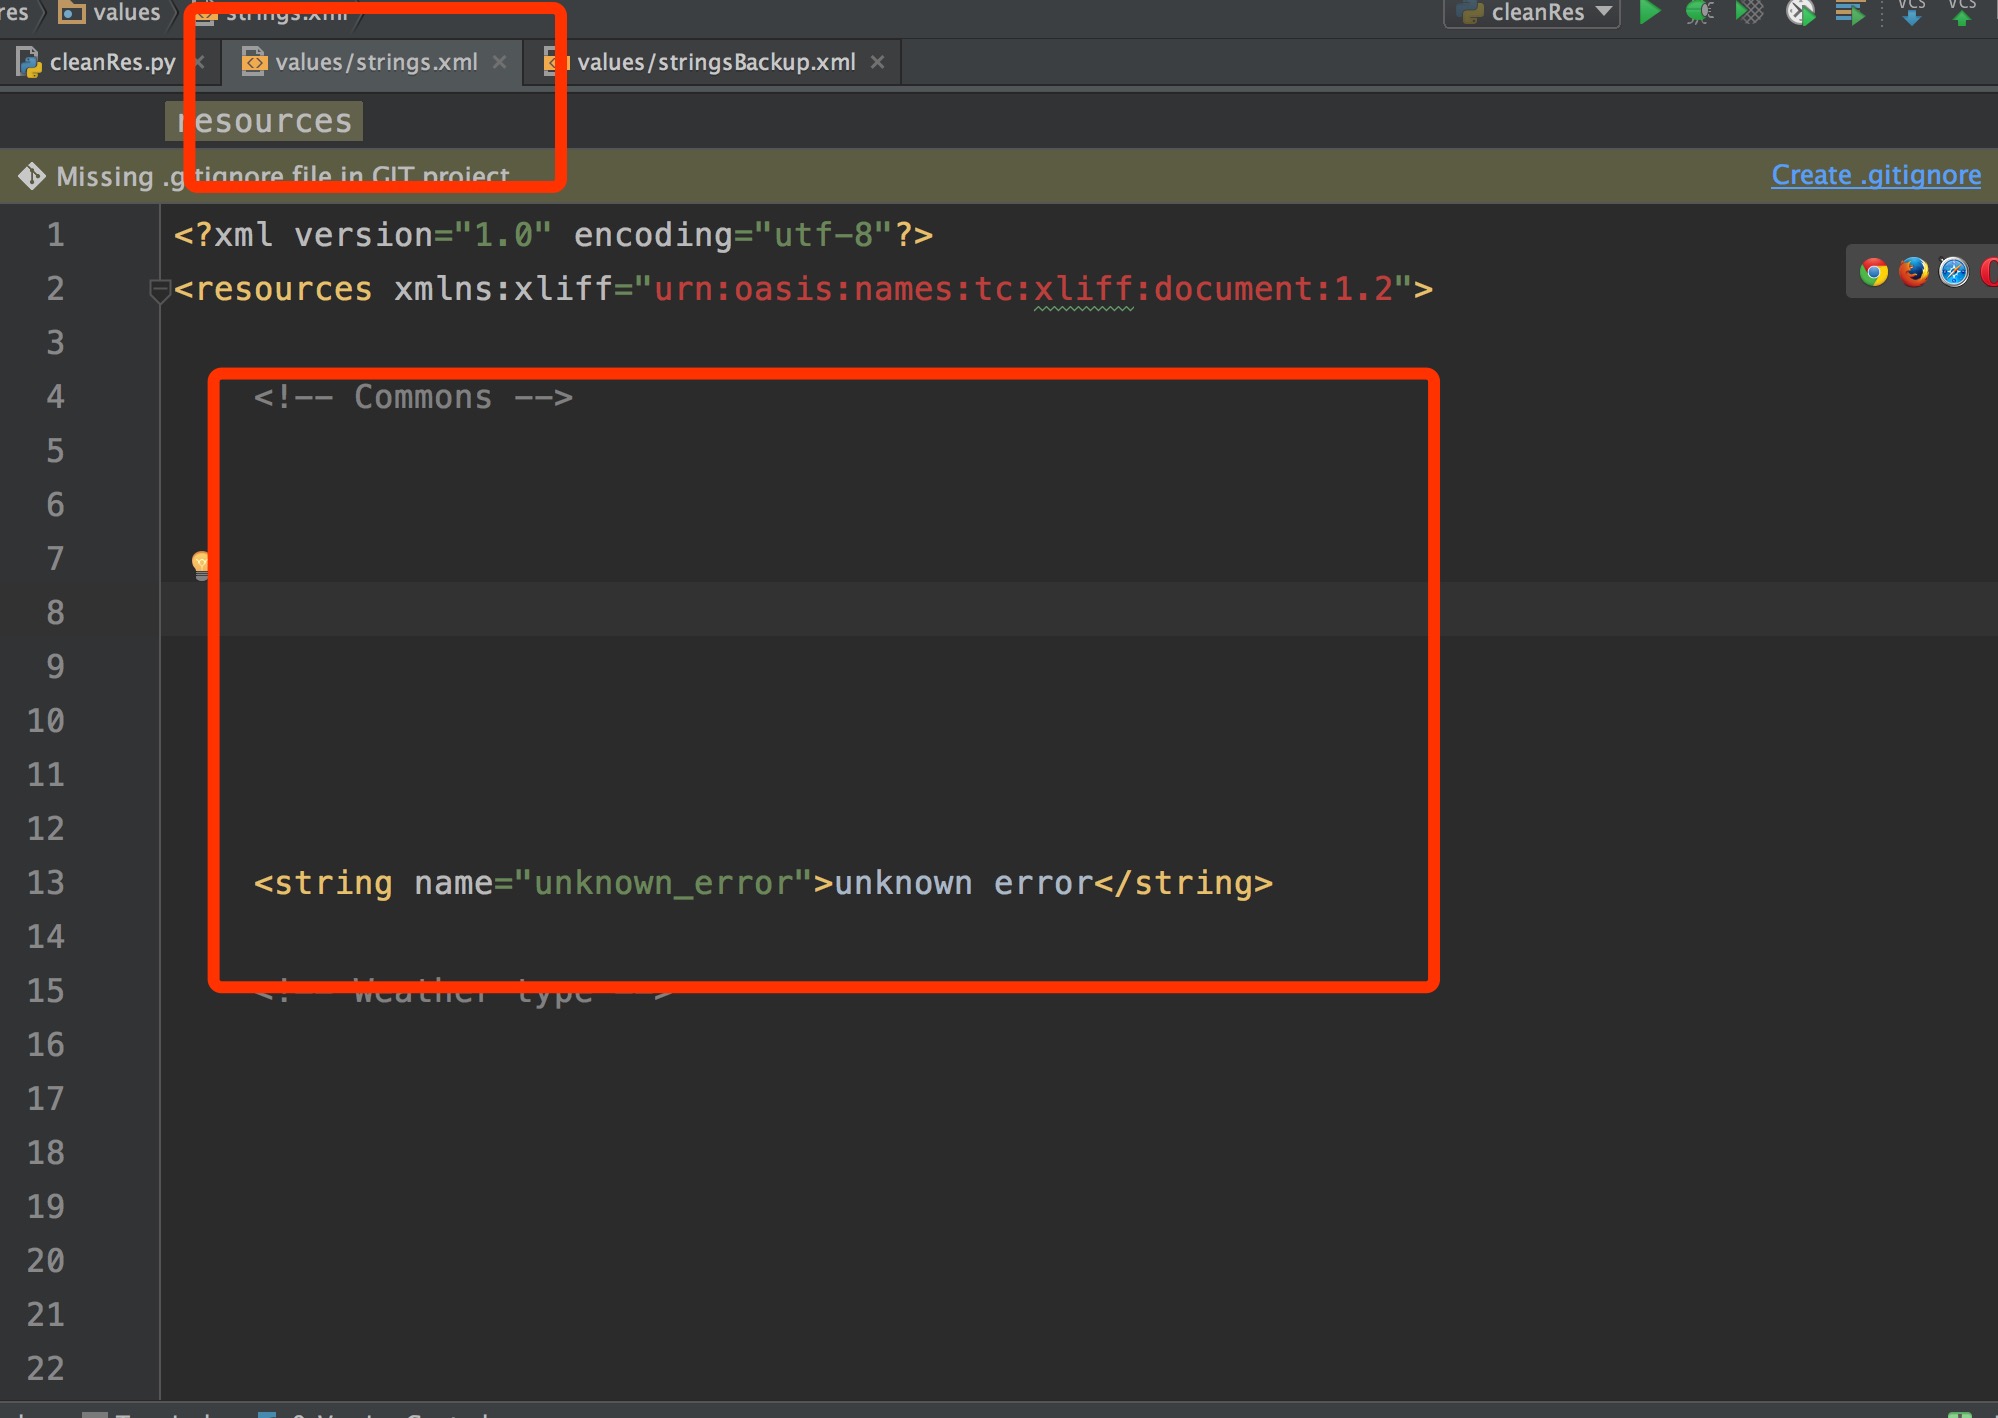 res values strings.xml cleanRes VCS VCS
cleanRes.py values/strings.xml values/stringsBackup.xml
resources
Missing .gitignore file in GIT project Create .gitignore
1 <?xml version="1.0" encoding="utf-8"?>
2 <resources xmlns:xliff="urn:oasis:names:tc:xliff:document:1.2">
3
4 <!-- Commons -->
5
6
7
8
9
10
11
12
13 <string name="unknown_error">unknown error</string>
14
15 <!-- Weather type -->
16
17
18
19
20
21
22